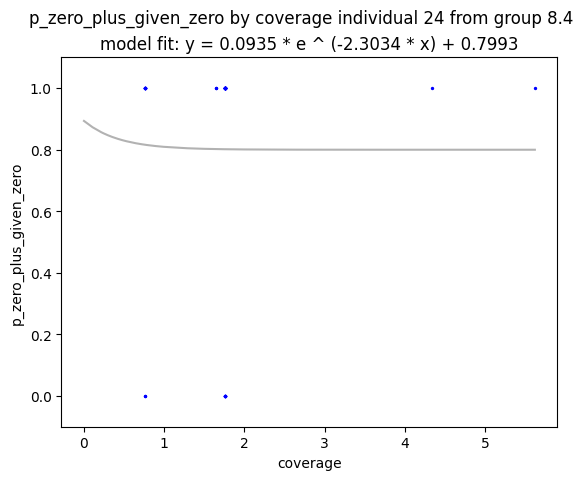 p_zero_plus_given_zero by coverage individual 24 from group 8.4
model fit: y = 0.0935 * e ^ (-2.3034 * x) + 0.7993
1.0
0.8
0.6
0.4
0.2
0.0
p_zero_plus_given_zero
0 1 2 3 4 5
coverage